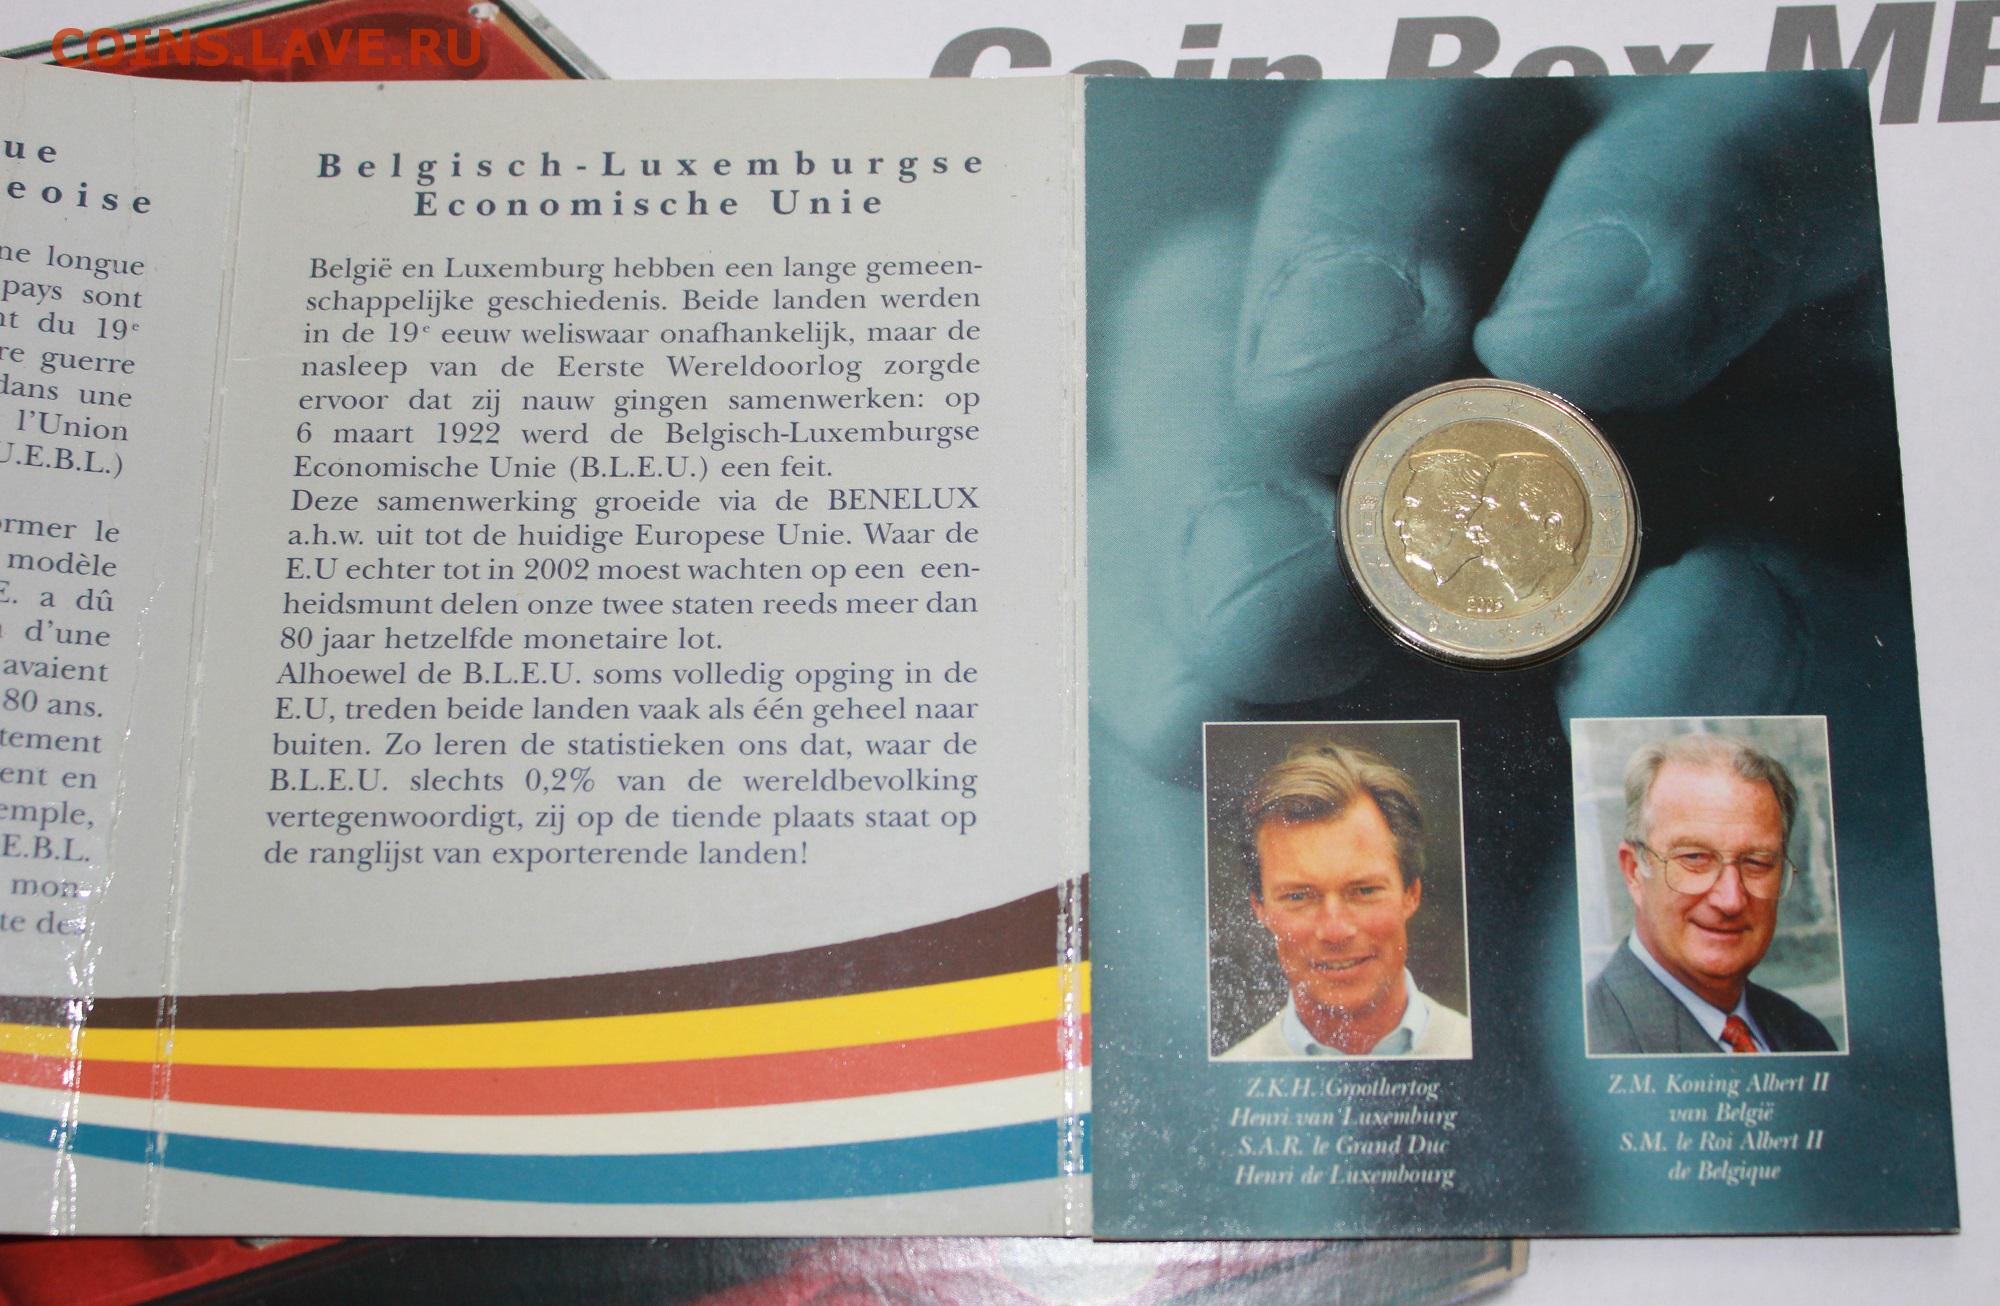 COINS.LAVE.RU
Coin Box
ue
eoise
ne longue
pays sont
nt du 19e
re guerre
dans une
l'Union
U.E.B.L.)
ormer le
modèle
E. a dû
d'une
avaient
80 ans.
tement
ent en
emple,
E.B.L.
mon-
te des
Belgisch-Luxemburgse
Economische Unie
België en Luxemburg hebben een lange gemeen-
schappelijke geschiedenis. Beide landen werden
in de 19e eeuw weliswaar onafhankelijk, maar de
nasleep van de Eerste Wereldoorlog zorgde
ervoor dat zij nauw gingen samenwerken: op
6 maart 1922 werd de Belgisch-Luxemburgse
Economische Unie (B.L.E.U.) een feit.
Deze samenwerking groeide via de BENELUX
a.h.w. uit tot de huidige Europese Unie. Waar de
E.U echter tot in 2002 moest wachten op een een-
heidsmunt delen onze twee staten reeds meer dan
80 jaar hetzelfde monetaire lot.
Alhoewel de B.L.E.U. soms volledig opging in de
E.U, treden beide landen vaak als één geheel naar
buiten. Zo leren de statistieken ons dat, waar de
B.L.E.U. slechts 0,2% van de wereldbevolking
vertegenwoordigt, zij op de tiende plaats staat op
de ranglijst van exporterende landen!
2005
Z.K.H. Groothertog
Henri van Luxemburg
S.A.R. le Grand Duc
Henri de Luxembourg
Z.M. Koning Albert II
van België
S.M. le Roi Albert II
de Belgique